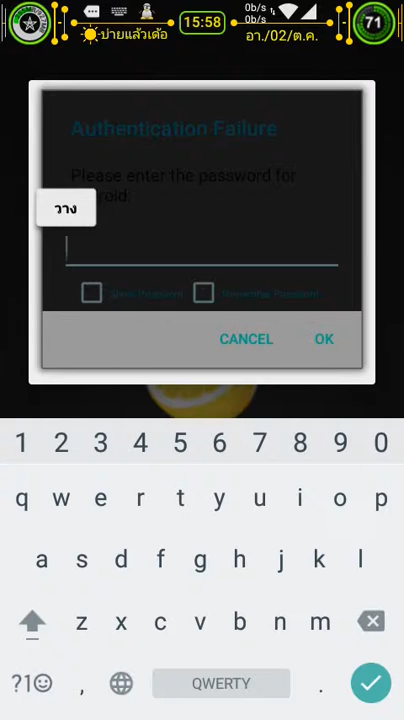 15:58
0b/s
0b/s
71
ปายแล้วเด้อ
อา./02/ต.ค.
Authentication Failure
Please enter the password for
วาง
CANCEL OK
1 2 3 4 5 6 7 8 9 0
q w e r t y u i o p
a s d f g h j k l
z x c v b n m
?1☺ , QWERTY .